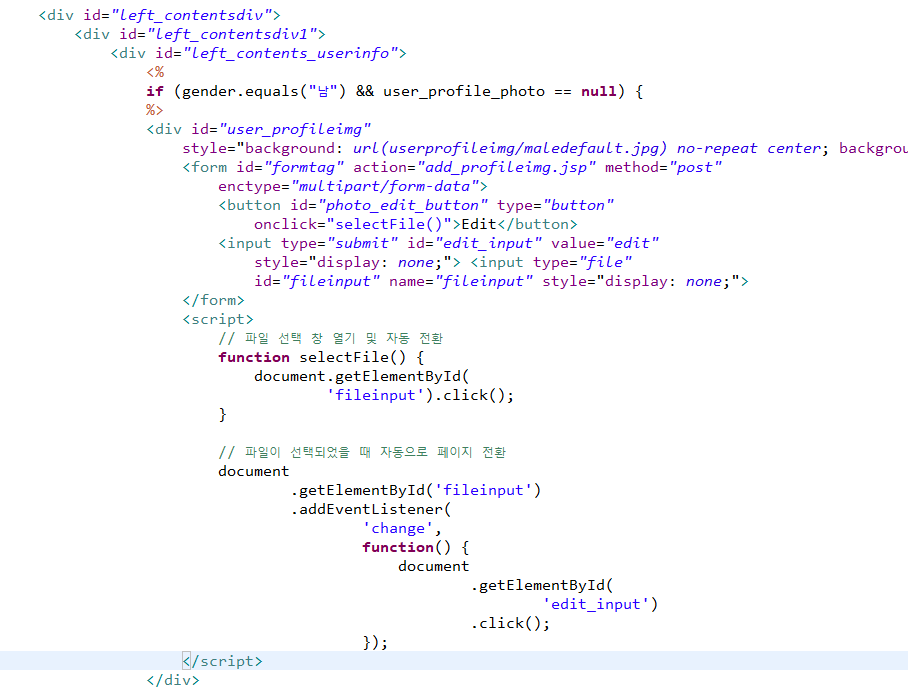 <div id="left_contentsdiv">
<div id="left_contentsdiv1">
<div id="left_contents_userinfo">
<%
if (gender.equals("남") && user_profile_photo == null) {
%>
<div id="user_profileimg"
style="background: url(userprofileimg/maledefault.jpg) no-repeat center; backgrou
<form id="formtag" action="add_profileimg.jsp" method="post"
enctype="multipart/form-data">
<button id="photo_edit_button" type="button"
onclick="selectFile()">Edit</button>
<input type="submit" id="edit_input" value="edit"
style="display: none;"> <input type="file"
id="fileinput" name="fileinput" style="display: none;">
</form>
<script>
// 파일 선택 창 열기 및 자동 전환
function selectFile() {
document.getElementById(
'fileinput').click();
}
// 파일이 선택되었을 때 자동으로 페이지 전환
document
.getElementById('fileinput')
.addEventListener(
'change',
function() {
document
.getElementById(
'edit_input')
.click();
});
</script>
</div>